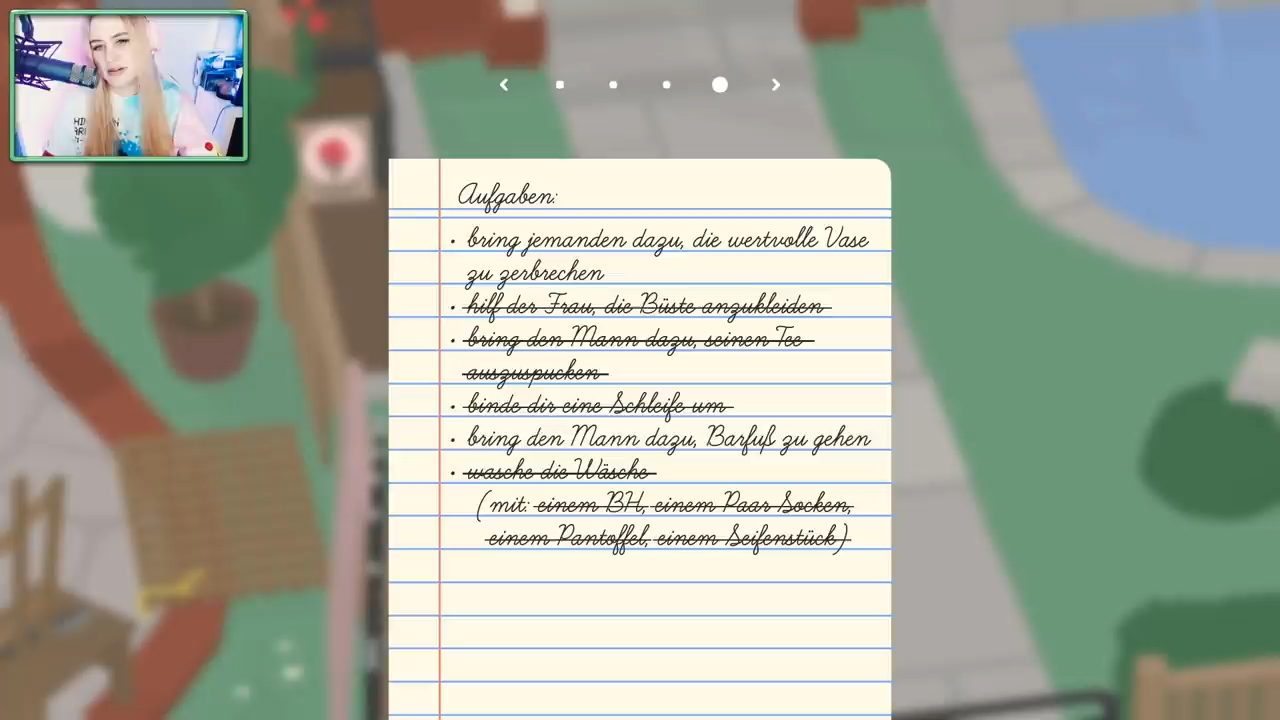 Aufgaben:
• bring jemanden dazu, die wertvolle Vase
zu zerbrechen
• hilf der Frau, die Büste anzukleiden
• bring den Mann dazu, seinen Tee
auszuspucken
• binde dir eine Schleife um
• bring den Mann dazu, Barfuß zu gehen
• wasche die Wäsche
(mit: einem BH, einem Paar Socken,
einem Pantoffel, einem Seifenstück)